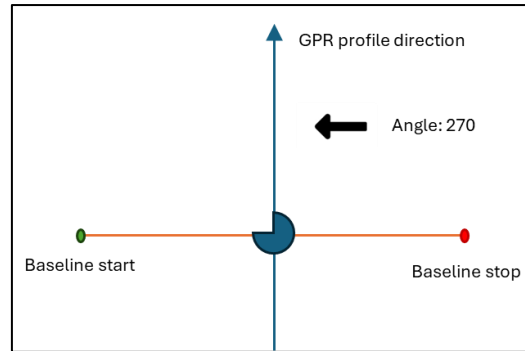 GPR profile direction
Angle: 270
Baseline start
Baseline stop